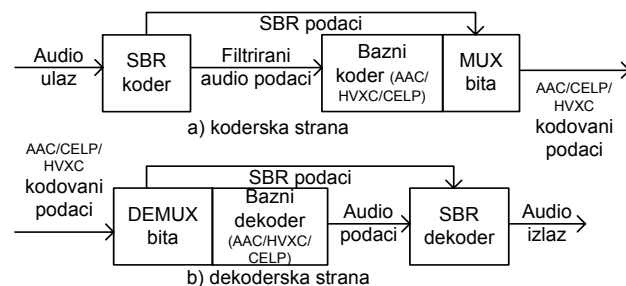 SBR podaci
Audio
ulaz
SBR
koder
Filtrirani
audio podaci
Bazni
koder (AAC/
HVXC/CELP)
MUX
bita
AAC/CELP/
HVXC
kodovani
podaci
a) koderska strana
AAC/CELP/
HVXC
kodovani
podaci
SBR podaci
DEMUX
bita
Bazni
dekoder
(AAC/HVXC/
CELP)
Audio
podaci
SBR
dekoder
Audio
izlaz
b) dekoderska strana